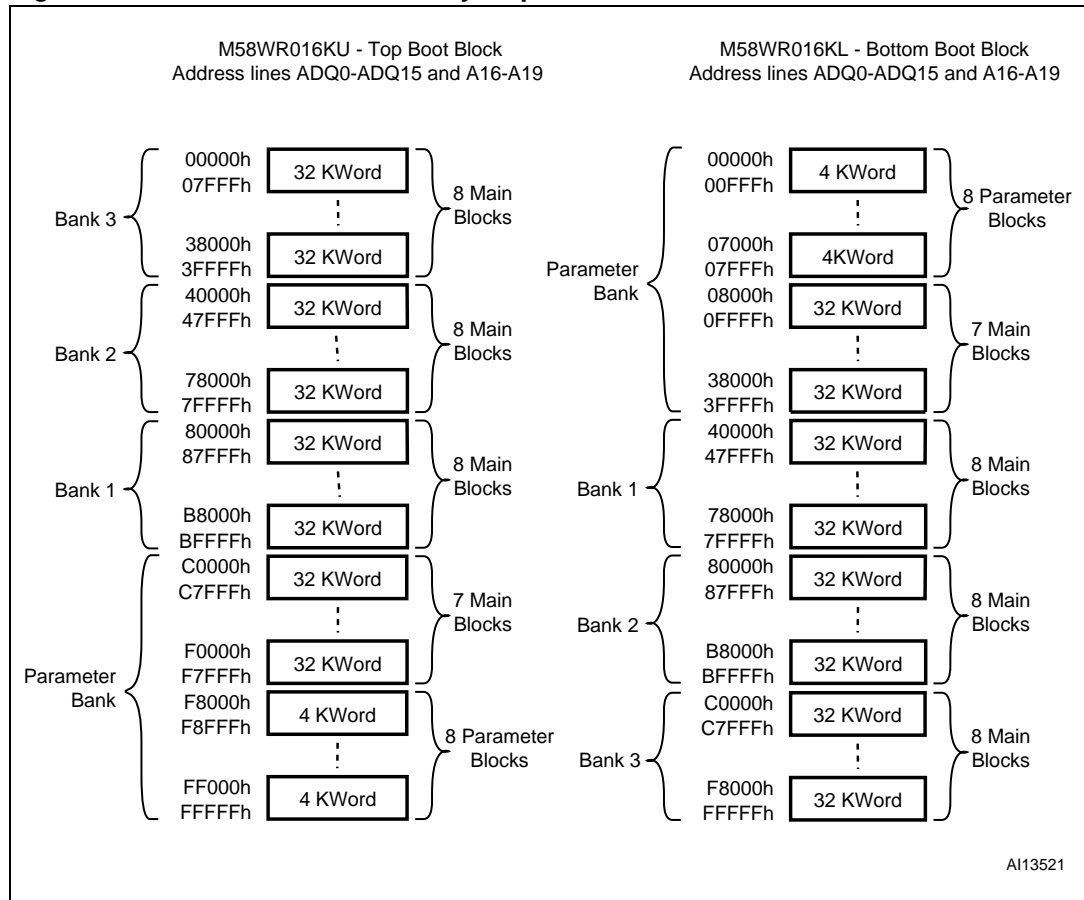 M58WR016KU - Top Boot Block
Address lines ADQ0-ADQ15 and A16-A19
Bank 3
00000h
07FFFh
32 KWord
38000h
3FFFFh
32 KWord
8 Main
Blocks
Bank 2
40000h
47FFFh
32 KWord
78000h
7FFFFh
32 KWord
8 Main
Blocks
Bank 1
80000h
87FFFh
32 KWord
B8000h
BFFFFh
32 KWord
8 Main
Blocks
Parameter
Bank
C0000h
C7FFFh
32 KWord
F0000h
F7FFFh
32 KWord
7 Main
Blocks
F8000h
F8FFFh
4 KWord
FF000h
FFFFFh
4 KWord
8 Parameter
Blocks
M58WR016KL - Bottom Boot Block
Address lines ADQ0-ADQ15 and A16-A19
Parameter
Bank
00000h
00FFFh
4 KWord
07000h
07FFFh
4KWord
8 Parameter
Blocks
08000h
0FFFFh
32 KWord
38000h
3FFFFh
32 KWord
7 Main
Blocks
Bank 1
40000h
47FFFh
32 KWord
78000h
7FFFFh
32 KWord
8 Main
Blocks
Bank 2
80000h
87FFFh
32 KWord
B8000h
BFFFFh
32 KWord
8 Main
Blocks
Bank 3
C0000h
C7FFFh
32 KWord
F8000h
FFFFFh
32 KWord
8 Main
Blocks
AI13521